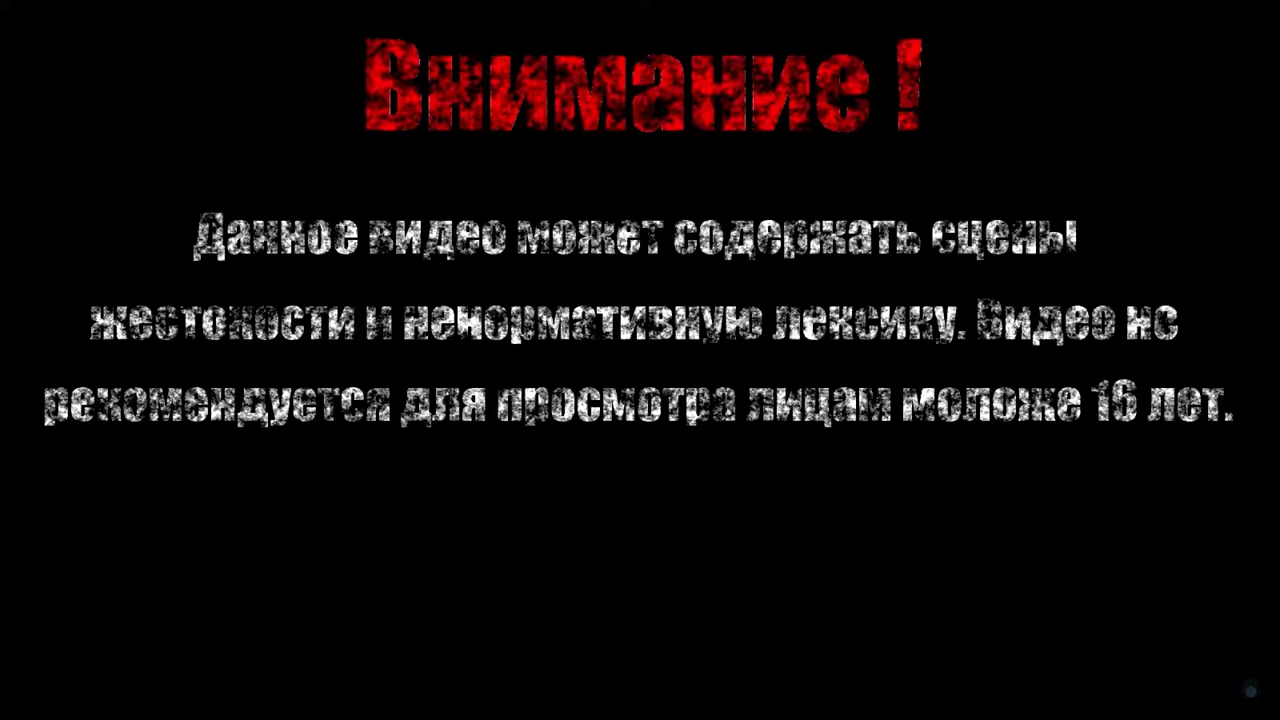 Внимание !
Данное видео может содержать сцены
жестокости и ненормативную лексику. Видео не
рекомендуется для просмотра лицам моложе 16 лет.